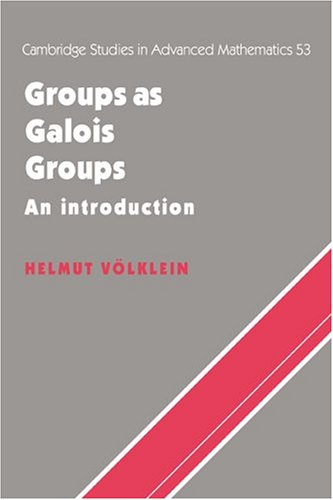 Cambridge Studies in Advanced Mathematics 53
Groups as
Galois
Groups
An introduction
HELMUT VÖLKLEIN